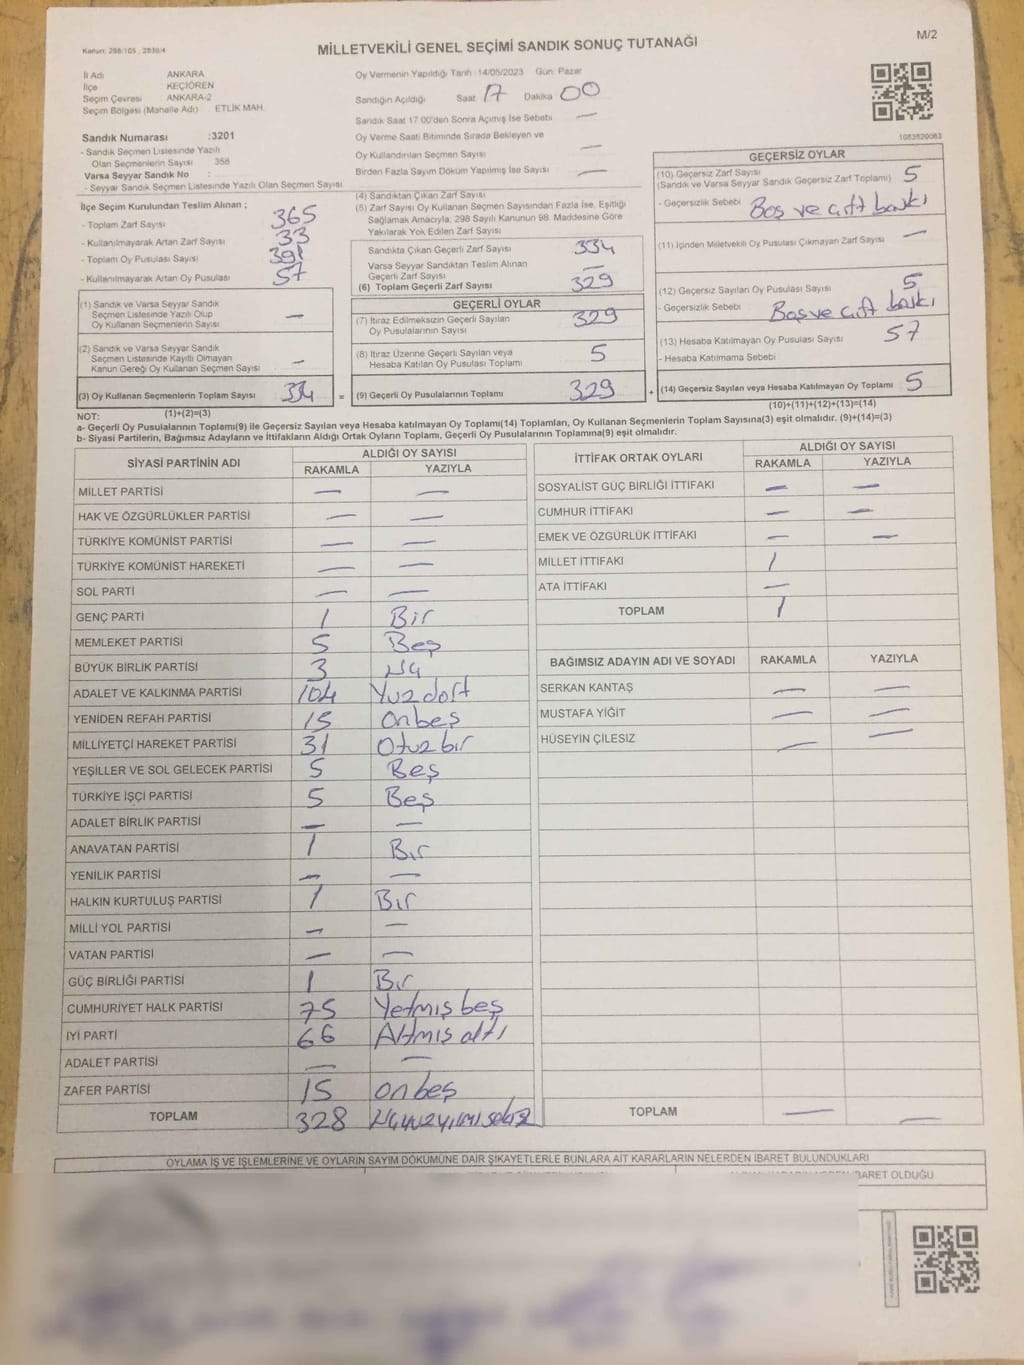 Kanun: 298/105 , 2839/4
M/2
MİLLETVEKİLİ GENEL SEÇİMİ SANDIK SONUÇ TUTANAĞI
İl Adı ANKARA
İlçe KEÇİÖREN
Seçim Çevresi ANKARA-2
Seçim Bölgesi (Mahalle Adı) ETLİK MAH.
Sandık Numarası :3201
- Sandık Seçmen Listesinde Yazılı
Olan Seçmenlerin Sayısı 358
Varsa Seyyar Sandık No :
- Seyyar Sandık Seçmen Listesinde Yazılı Olan Seçmen Sayısı
İlçe Seçim Kurulundan Teslim Alınan ;
- Toplam Zarf Sayısı 365
- Kullanılmayarak Artan Zarf Sayısı 33
- Toplam Oy Pusulası Sayısı
- Kullanılmayarak Artan Oy Pusulası 57
(1) Sandık ve Varsa Seyyar Sandık
Seçmen Listesinde Yazılı Olup
Oy Kullanan Seçmenlerin Sayısı —
(2) Sandık ve Varsa Seyyar Sandık
Seçmen Listesinde Kayıtlı Olmayan
Kanun Gereği Oy Kullanan Seçmen Sayısı —
(3) Oy Kullanan Seçmenlerin Toplam Sayısı 334 =
(1)+(2)=(3)
Oy Vermenin Yapıldığı Tarih :14/05/2023 Gün: Pazar
Sandığın Açıldığı Saat 17 Dakika 00
Sandık Saat 17.00'den Sonra Açılmış İse Sebebi —
Oy Verme Saati Bitiminde Sırada Bekleyen ve
Oy Kullandırılan Seçmen Sayısı —
Birden Fazla Sayım Döküm Yapılmış İse Sayısı —
(4) Sandıktan Çıkan Zarf Sayısı
(5) Zarf Sayısı Oy Kullanan Seçmen Sayısından Fazla İse, Eşitliği
Sağlamak Amacıyla, 298 Sayılı Kanunun 98. Maddesine Göre
Yakılarak Yok Edilen Zarf Sayısı
Sandıkta Çıkan Geçerli Zarf Sayısı 334
Varsa Seyyar Sandıktan Teslim Alınan
Geçerli Zarf Sayısı —
(6) Toplam Geçerli Zarf Sayısı 329
GEÇERLİ OYLAR
(7) İtiraz Edilmeksizin Geçerli Sayılan
Oy Pusulalarının Sayısı 329
(8) İtiraz Üzerine Geçerli Sayılan veya
Hesaba Katılan Oy Pusulası Toplamı 5
(9) Geçerli Oy Pusulalarının Toplamı 329 +
1083520063
GEÇERSİZ OYLAR
(10) Geçersiz Zarf Sayısı
(Sandık ve Varsa Seyyar Sandık Geçersiz Zarf Toplamı) 5
- Geçersizlik Sebebi Boş ve çift baskı
(11) İçinden Milletvekili Oy Pusulası Çıkmayan Zarf Sayısı —
(12) Geçersiz Sayılan Oy Pusulası Sayısı 5
- Geçersizlik Sebebi Boş ve çift baskı
(13) Hesaba Katılmayan Oy Pusulası Sayısı 57
- Hesaba Katılmama Sebebi
(14) Geçersiz Sayılan veya Hesaba Katılmayan Oy Toplamı 5
(10)+(11)+(12)+(13)=(14)
NOT:
a- Geçerli Oy Pusulalarının Toplamı(9) ile Geçersiz Sayılan veya Hesaba katılmayan Oy Toplamı(14) Toplamları, Oy Kullanan Seçmenlerin Toplam Sayısına(3) eşit olmalıdır. (9)+(14)=(3)
b- Siyasi Partilerin, Bağımsız Adayların ve İttifakların Aldığı Ortak Oyların Toplamı, Geçerli Oy Pusulalarının Toplamına(9) eşit olmalıdır.
SİYASİ PARTİNİN ADI ALDIĞI OY SAYISI
RAKAMLA YAZIYLA
MİLLET PARTİSİ — —
HAK VE ÖZGÜRLÜKLER PARTİSİ — —
TÜRKİYE KOMÜNİST PARTİSİ — —
TÜRKİYE KOMÜNİST HAREKETİ — —
SOL PARTİ — —
GENÇ PARTİ 1 Bir
MEMLEKET PARTİSİ 5 Beş
BÜYÜK BİRLİK PARTİSİ 3 Üç
ADALET VE KALKINMA PARTİSİ 104 Yüzdört
YENİDEN REFAH PARTİSİ 15 Onbeş
MİLLİYETÇİ HAREKET PARTİSİ 31 Otuzbir
YEŞİLLER VE SOL GELECEK PARTİSİ 5 Beş
TÜRKİYE İŞÇİ PARTİSİ 5 Beş
ADALET BİRLİK PARTİSİ — —
ANAVATAN PARTİSİ 1 Bir
YENİLİK PARTİSİ — —
HALKIN KURTULUŞ PARTİSİ 1 Bir
MİLLİ YOL PARTİSİ — —
VATAN PARTİSİ — —
GÜÇ BİRLİĞİ PARTİSİ 1 Bir
CUMHURİYET HALK PARTİSİ 75 Yetmiş beş
İYİ PARTİ 66 Altmış altı
ADALET PARTİSİ — —
ZAFER PARTİSİ 15 onbeş
TOPLAM 328 Üçyüzyirmisekiz
İTTİFAK ORTAK OYLARI ALDIĞI OY SAYISI
RAKAMLA YAZIYLA
SOSYALİST GÜÇ BİRLİĞİ İTTİFAKI — —
CUMHUR İTTİFAKI — —
EMEK VE ÖZGÜRLÜK İTTİFAKI — —
MİLLET İTTİFAKI 1
ATA İTTİFAKI —
TOPLAM 1
BAĞIMSIZ ADAYIN ADI VE SOYADI RAKAMLA YAZIYLA
SERKAN KANTAŞ — —
MUSTAFA YİĞİT — —
HÜSEYİN ÇİLESİZ — —
TOPLAM — —
OYLAMA İŞ VE İŞLEMLERİNE VE OYLARIN SAYIM DÖKÜMÜNE DAİR ŞİKAYETLERLE BUNLARA AİT KARARLARIN NELERDEN İBARET BULUNDUKLARI
İBARET OLDUĞU